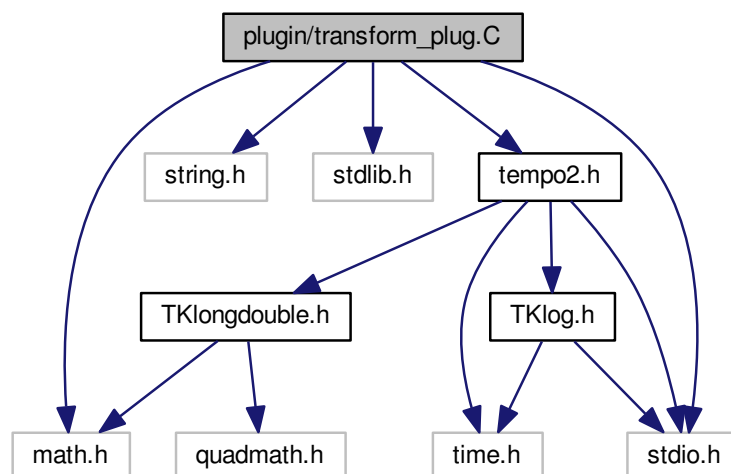 plugin/transform_plug.C
string.h
stdlib.h
tempo2.h
TKlongdouble.h
TKlog.h
math.h
quadmath.h
time.h
stdio.h